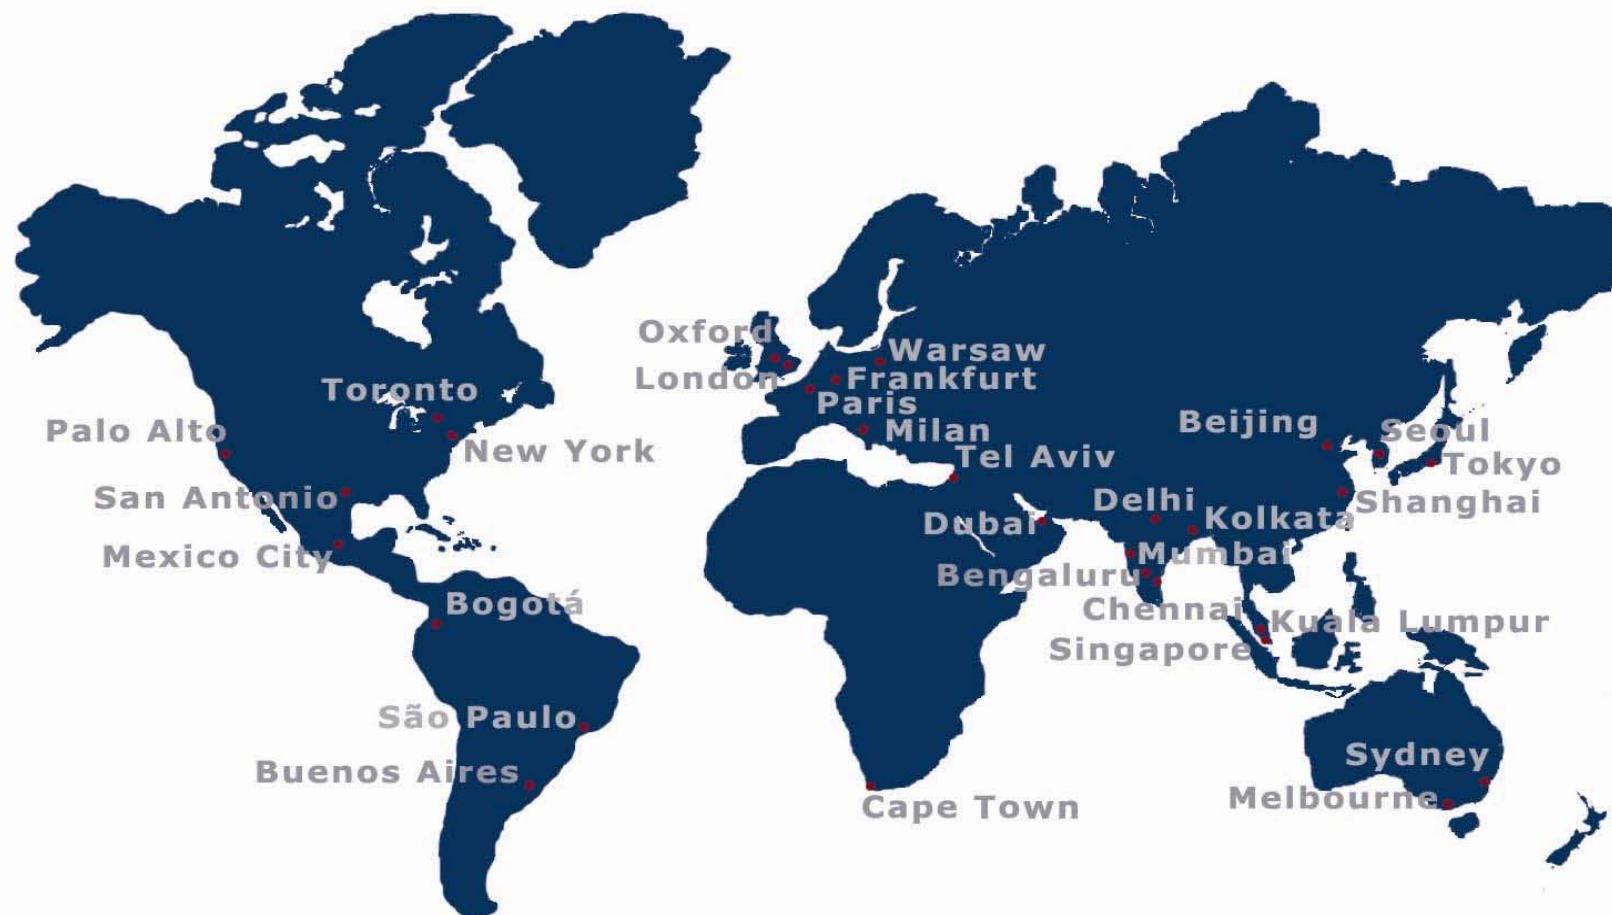 Oxford
Warsaw
London
Frankfurt
Toronto
Paris
Palo Alto
Beijing
Seoul
Milan
New York
Tel Aviv
Tokyo
San Antonio
Delhi
Shanghai
Dubai
Kolkata
Mexico City
Mumbai
Bengaluru
Bogotá
Chennai
Kuala Lumpur
Singapore
São Paulo
Sydney
Buenos Aires
Melbourne
Cape Town